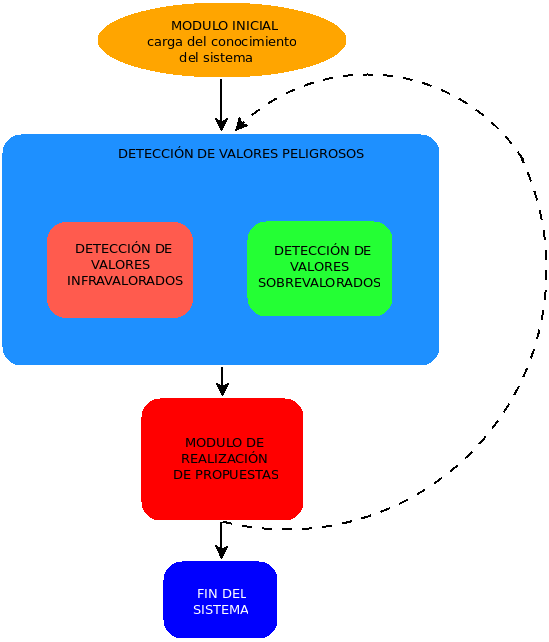 MODULO INICIAL
carga del conocimiento
del sistema
DETECCIÓN DE VALORES PELIGROSOS
DETECCIÓN DE
VALORES
INFRAVALORADOS
DETECCIÓN DE
VALORES
SOBREVALORADOS
MODULO DE
REALIZACIÓN
DE PROPUESTAS
FIN DEL
SISTEMA